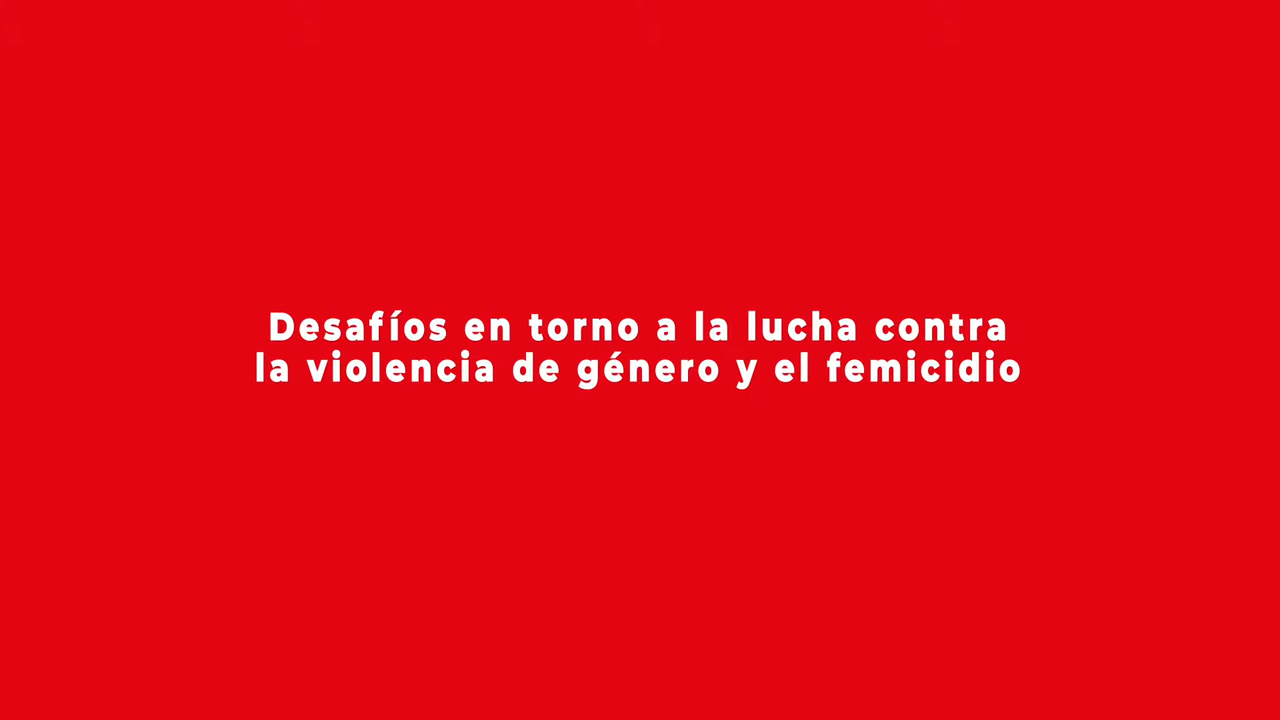 Desafíos en torno a la lucha contra
la violencia de género y el femicidio